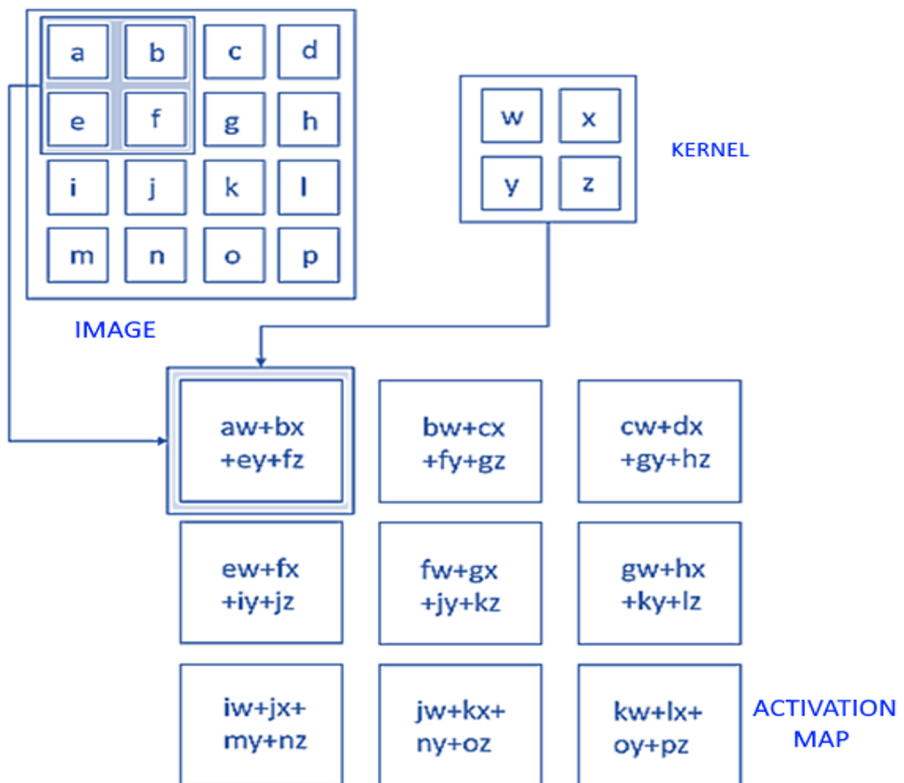 a b c d
e f g h
i j k l
m n o p
IMAGE
w x
y z
KERNEL
aw+bx
+ey+fz
bw+cx
+fy+gz
cw+dx
+gy+hz
ew+fx
+iy+jz
fw+gx
+jy+kz
gw+hx
+ky+lz
iw+jx+
my+nz
jw+kx+
ny+oz
kw+lx+
oy+pz
ACTIVATION
MAP